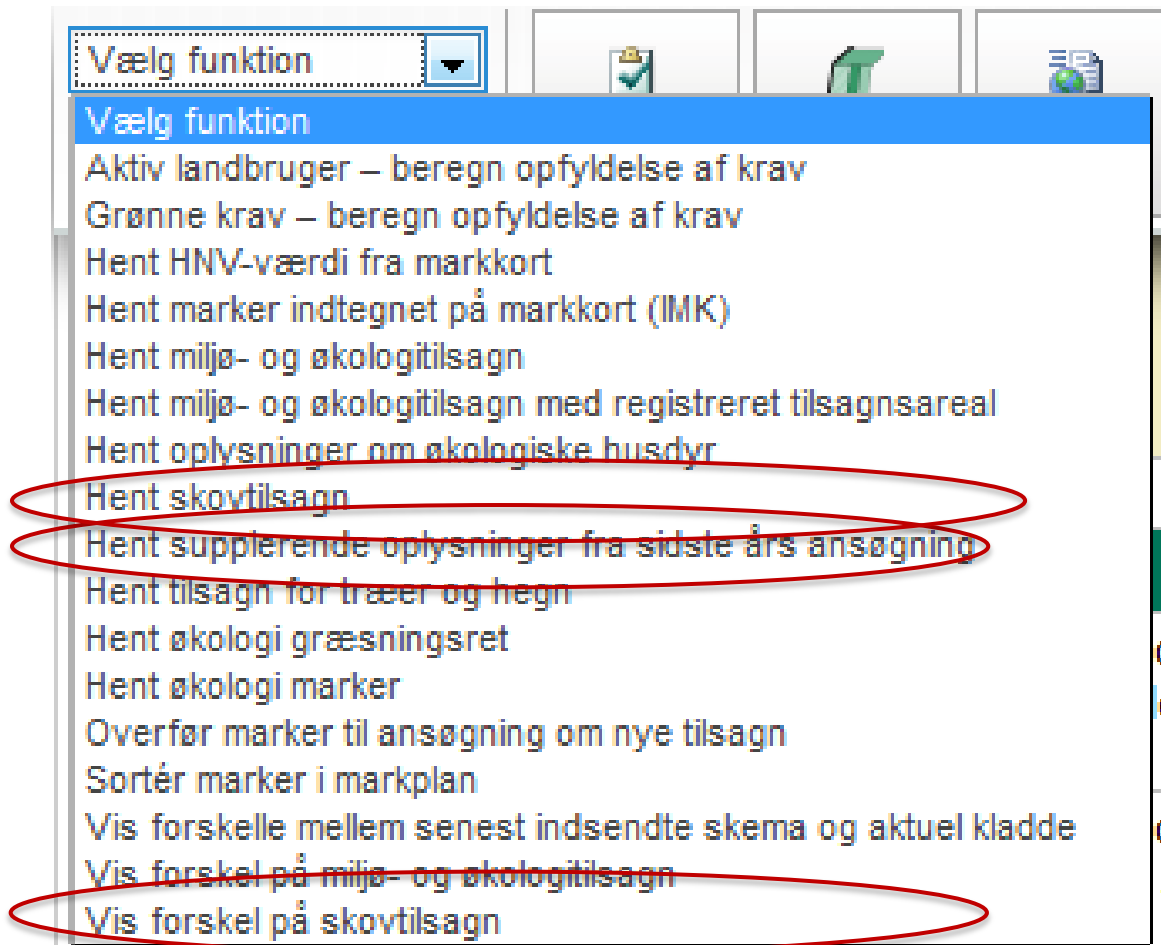 Vælg funktion
Vælg funktion
Aktiv landbruger – beregn opfyldelse af krav
Grønne krav – beregn opfyldelse af krav
Hent HNV-værdi fra markkort
Hent marker indtegnet på markkort (IMK)
Hent miljø- og økologitilsagn
Hent miljø- og økologitilsagn med registreret tilsagnsareal
Hent oplysninger om økologiske husdyr
Hent skovtilsagn
Hent supplerende oplysninger fra sidste års ansøgning
Hent tilsagn for træer og hegn
Hent økologi græsningsret
Hent økologi marker
Overfør marker til ansøgning om nye tilsagn
Sortér marker i markplan
Vis forskelle mellem senest indsendte skema og aktuel kladde
Vis forskel på miljø- og økologitilsagn
Vis forskel på skovtilsagn